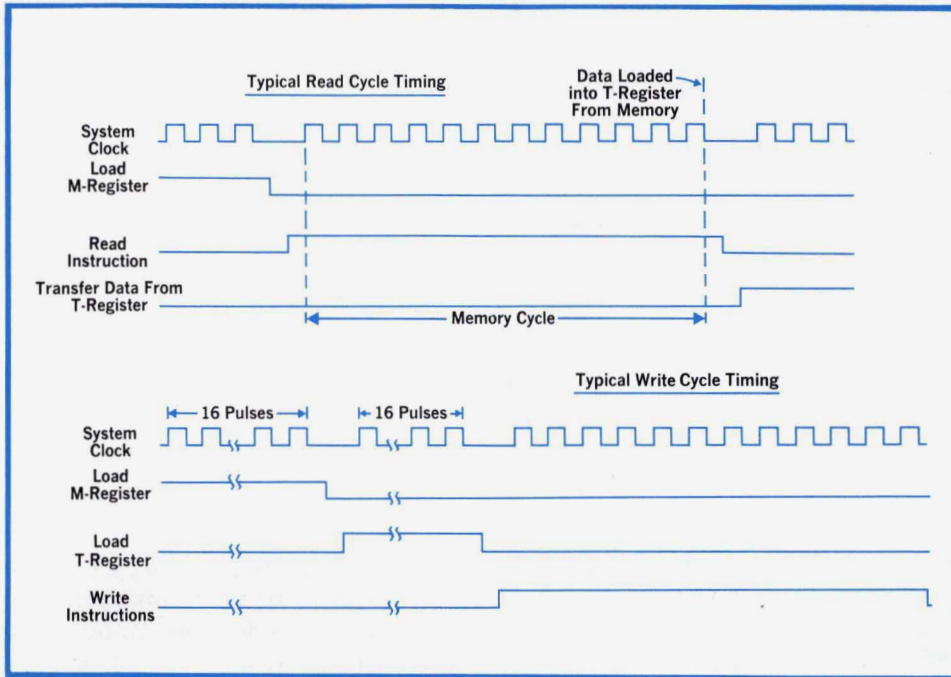 Typical Read Cycle Timing
Data Loaded
into T-Register
From Memory
System
Clock
Load
M-Register
Read
Instruction
Transfer Data From
T-Register
Memory Cycle
Typical Write Cycle Timing
16 Pulses
16 Pulses
System
Clock
Load
M-Register
Load
T-Register
Write
Instructions